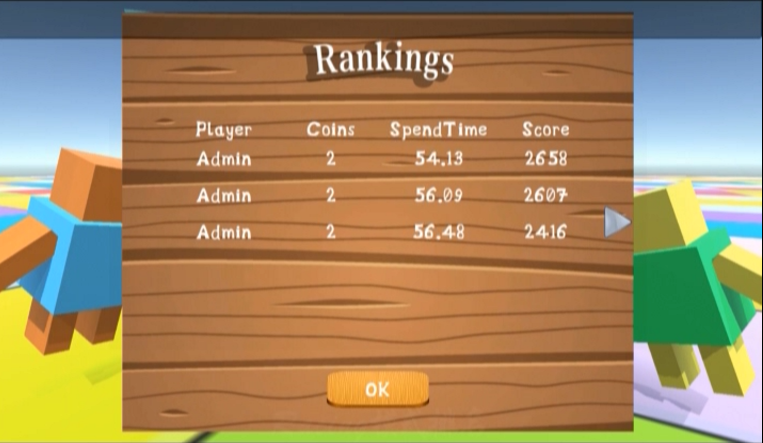 Rankings
Player Coins SpendTime Score
Admin 2 54.13 2658
Admin 2 56.09 2607
Admin 2 56.48 2416
OK